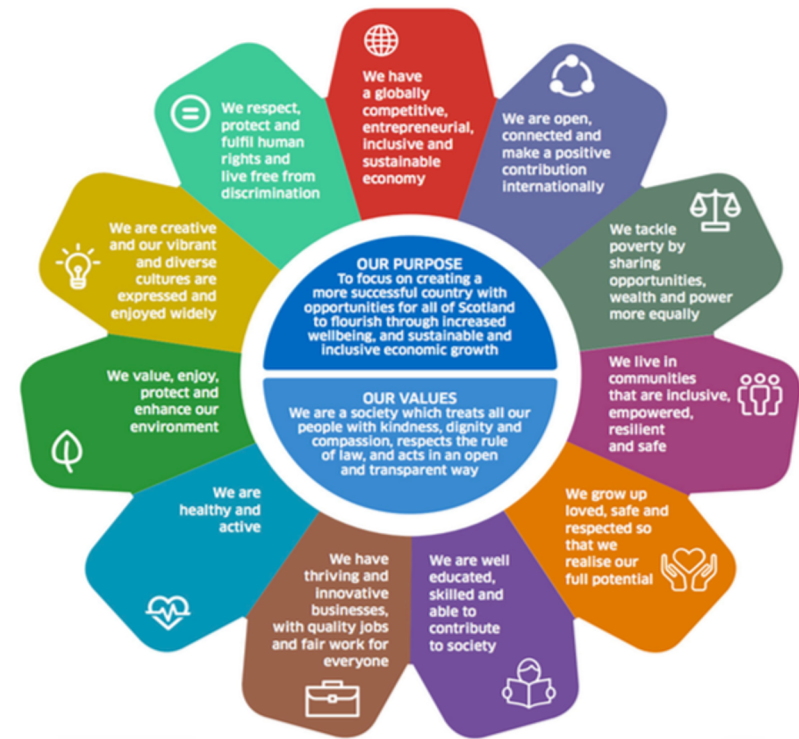 We have
a globally
competitive,
entrepreneurial,
inclusive and
sustainable
economy
We are open,
connected and
make a positive
contribution
internationally
We tackle
poverty by
sharing
opportunities,
wealth and power
more equally
We live in
communities
that are inclusive,
empowered,
resilient
and safe
We grow up
loved, safe and
respected so
that we
realise our
full potential
We are well
educated,
skilled and
able to
contribute
to society
We have
thriving and
innovative
businesses,
with quality jobs
and fair work for
everyone
We are
healthy and
active
We value, enjoy,
protect and
enhance our
environment
We are creative
and our vibrant
and diverse
cultures are
expressed and
enjoyed widely
We respect,
protect and
fulfil human
rights and
live free from
discrimination
OUR PURPOSE
To focus on creating a
more successful country with
opportunities for all of Scotland
to flourish through increased
wellbeing, and sustainable and
inclusive economic growth
OUR VALUES
We are a society which treats all our
people with kindness, dignity and
compassion, respects the rule
of law, and acts in an open
and transparent way